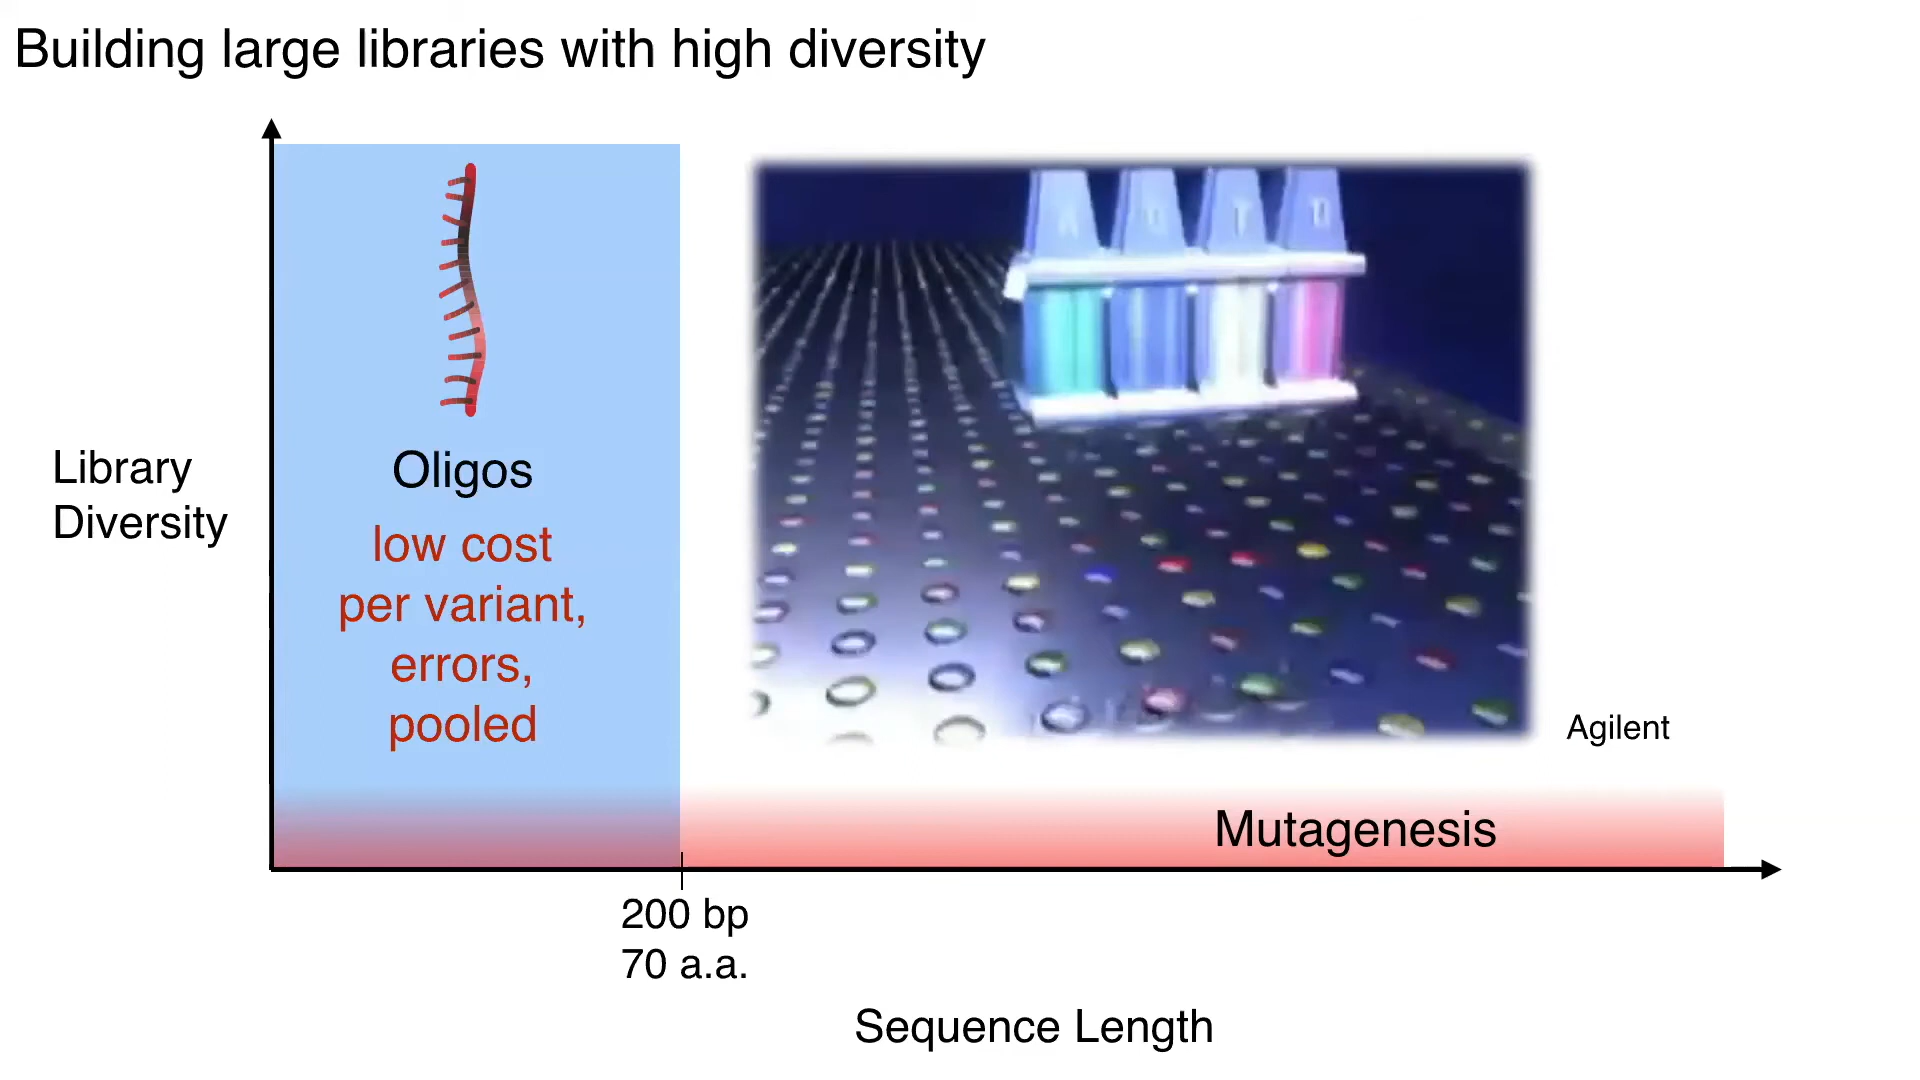 Building large libraries with high diversity
Library
Diversity
Oligos
low cost
per variant,
errors,
pooled
Agilent
Mutagenesis
200 bp
70 a.a.
Sequence Length